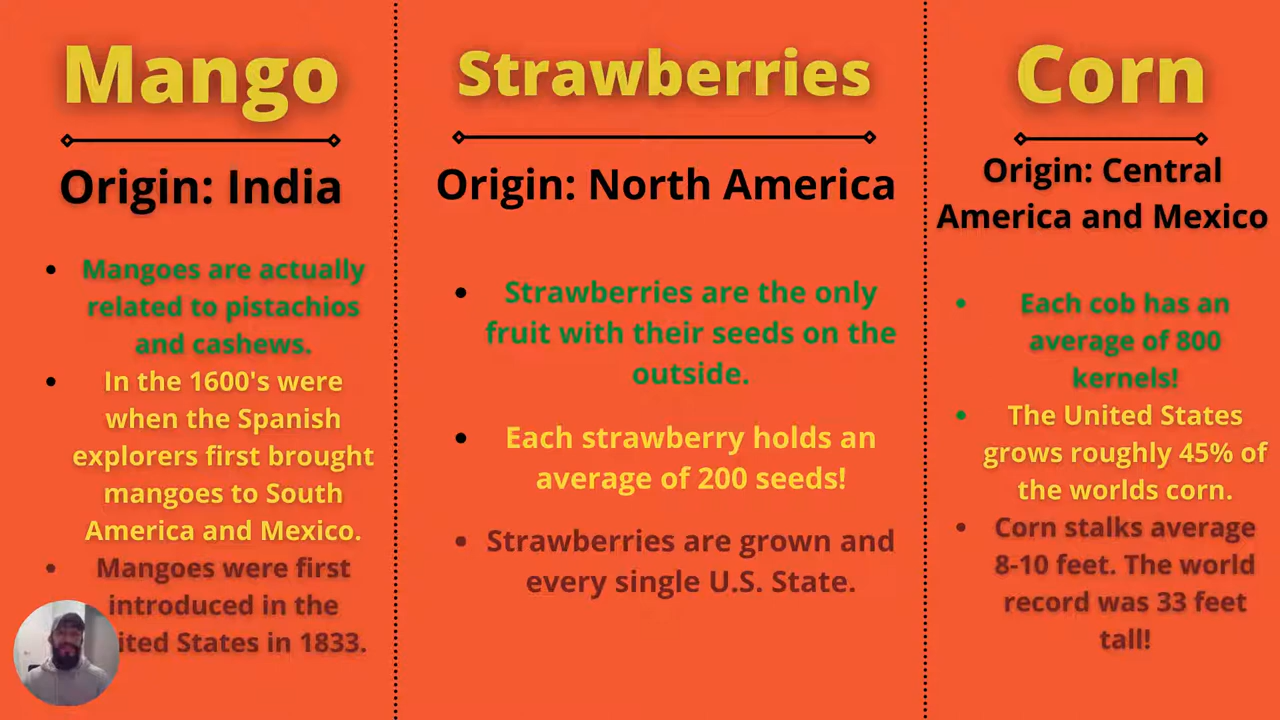 Mango
Origin: India
Mangoes are actually
related to pistachios
and cashews.
In the 1600's were
when the Spanish
explorers first brought
mangoes to South
America and Mexico.
Mangoes were first
introduced in the
ited States in 1833.
Strawberries
Origin: North America
Strawberries are the only
fruit with their seeds on the
outside.
Each strawberry holds an
average of 200 seeds!
Strawberries are grown and
every single U.S. State.
Corn
Origin: Central
America and Mexico
Each cob has an
average of 800
kernels!
The United States
grows roughly 45% of
the worlds corn.
Corn stalks average
8-10 feet. The world
record was 33 feet
tall!